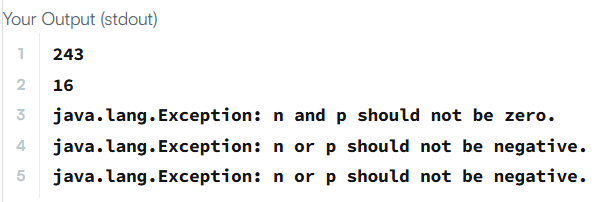 Your Output (stdout)
1 243
2 16
3 java.lang.Exception: n and p should not be zero.
4 java.lang.Exception: n or p should not be negative.
5 java.lang.Exception: n or p should not be negative.